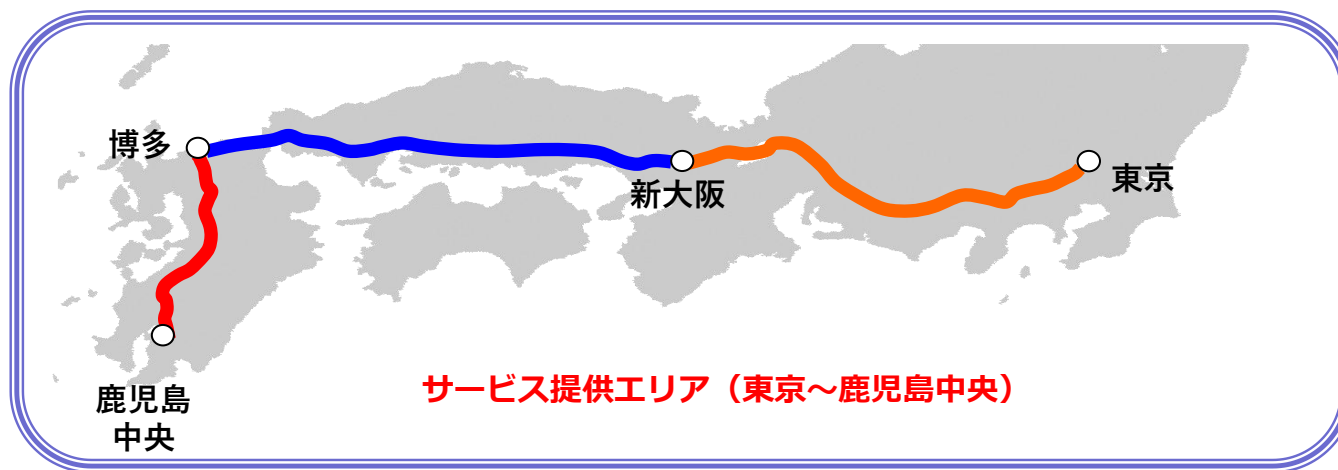 博多
新大阪
東京
鹿児島
中央
サービス提供エリア（東京～鹿児島中央）